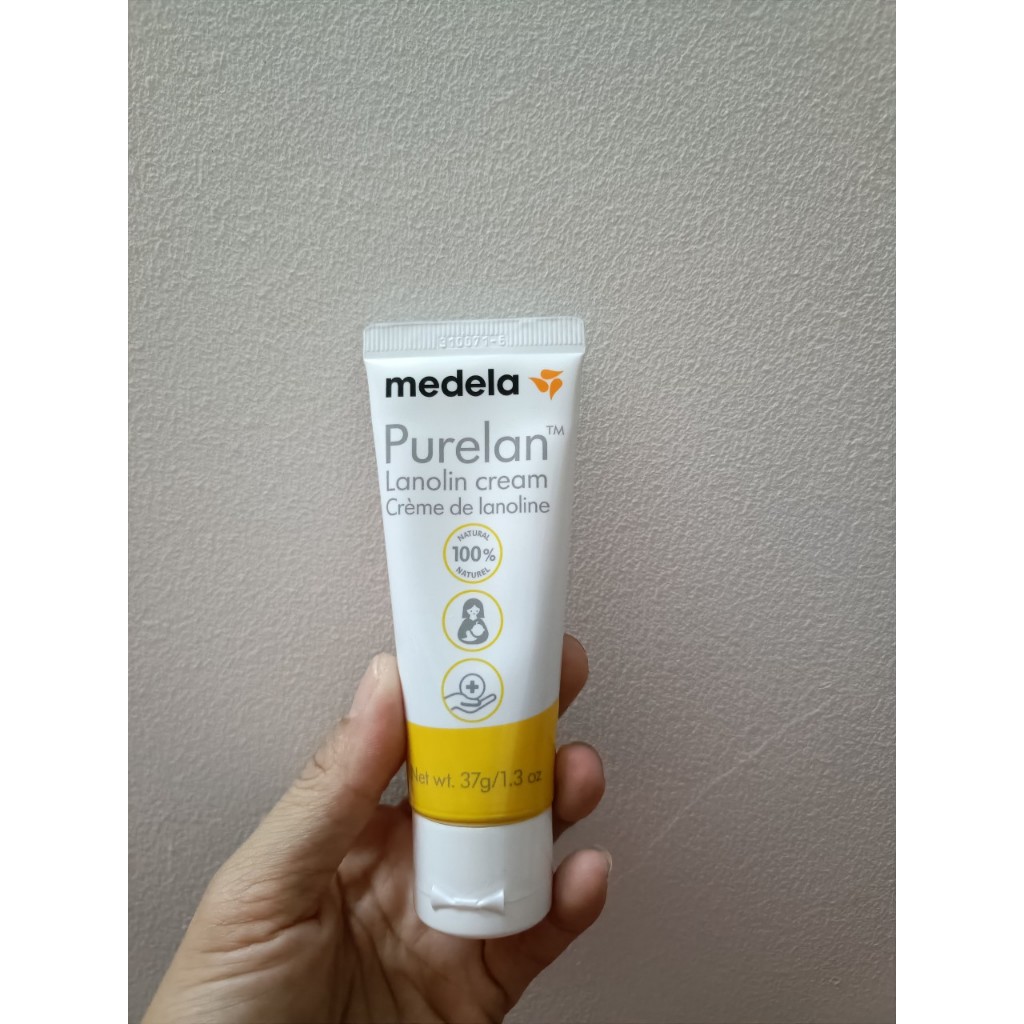 medela
Purelan™
Lanolin cream
Crème de lanoline
NATURAL
100%
NATUREL
Net wt. 37g/1.3 oz